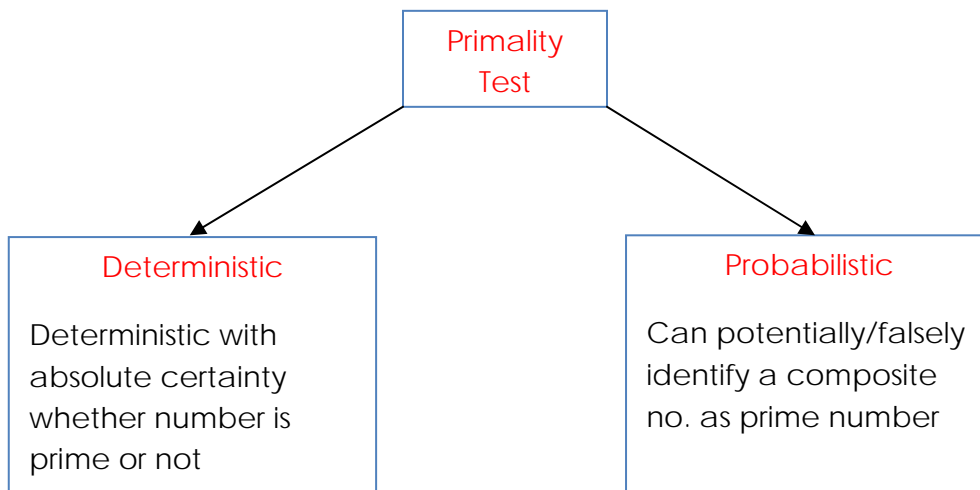 Primality
Test
Deterministic
Deterministic with
absolute certainty
whether number is
prime or not
Probabilistic
Can potentially/falsely
identify a composite
no. as prime number